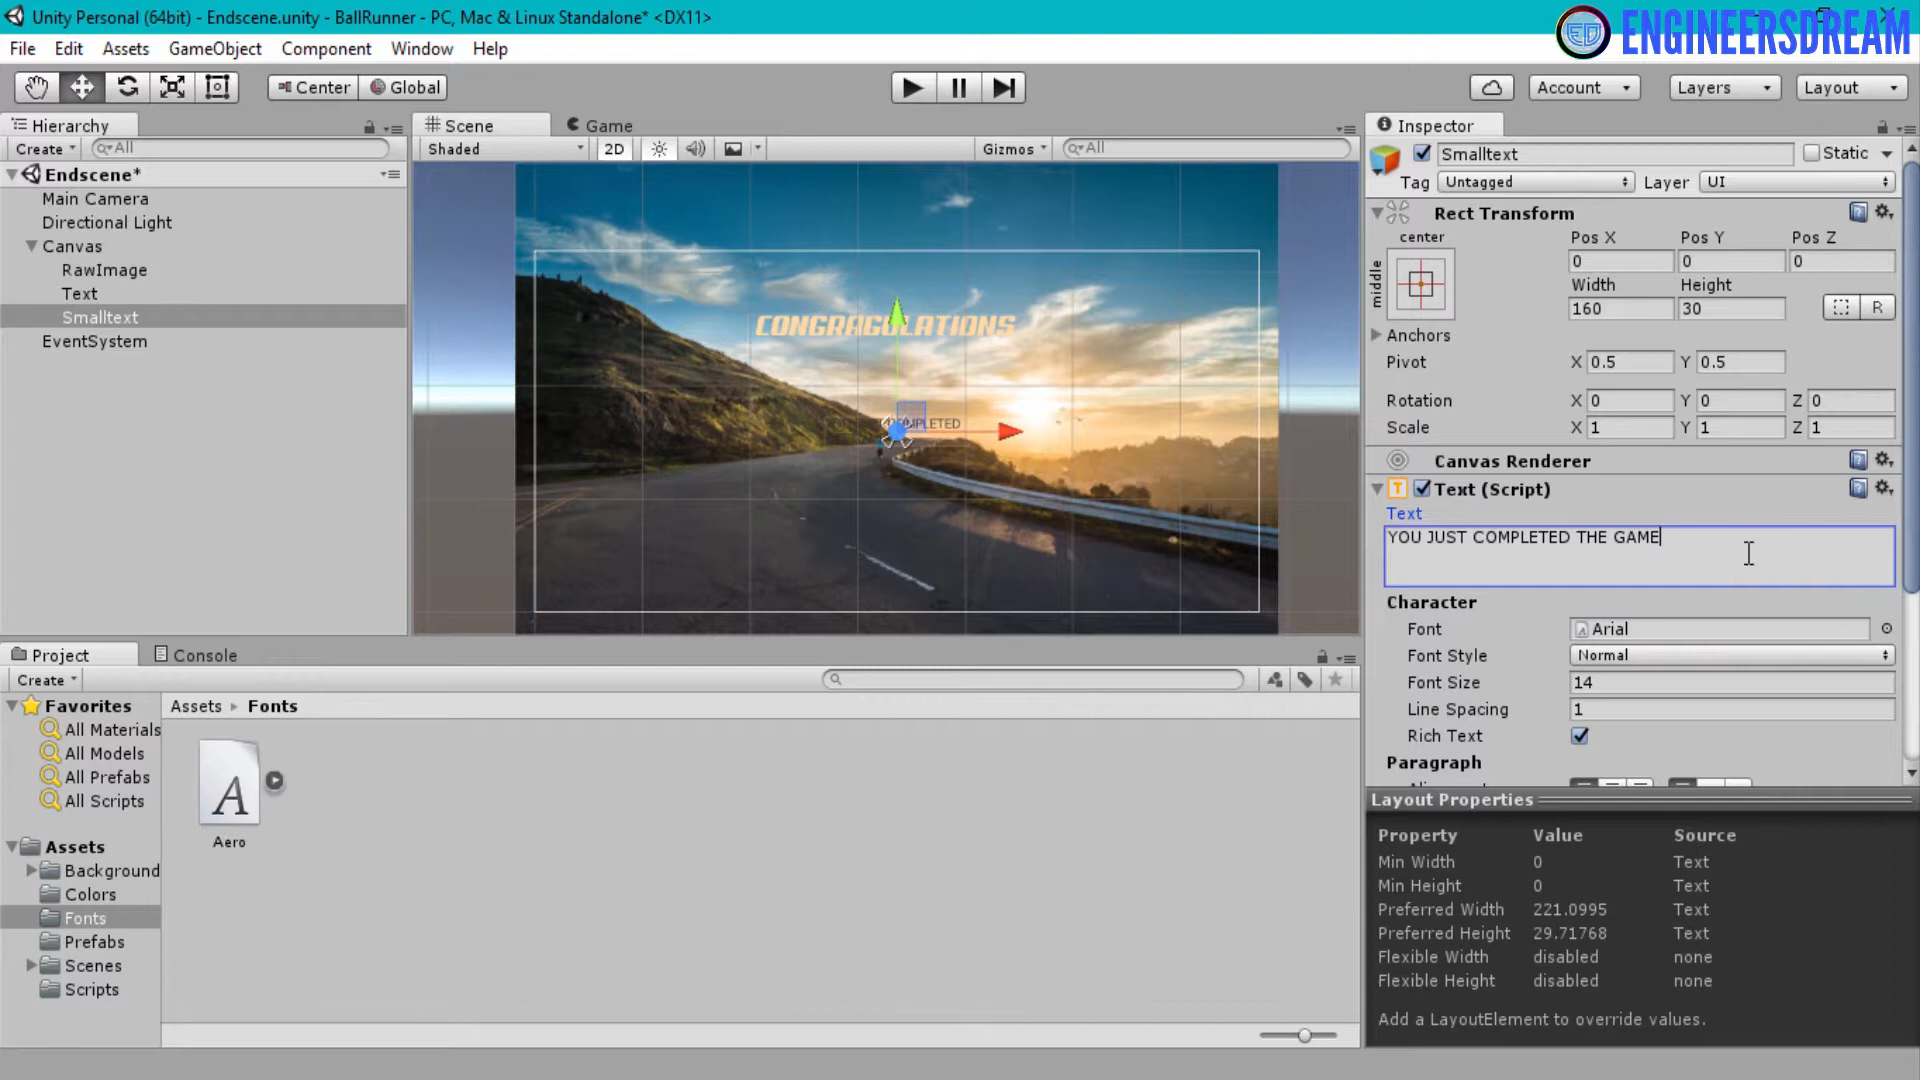 Unity Personal (64bit) - Endscene.unity - BallRunner - PC, Mac & Linux Standalone* <DX11>
ED ENGINEERSDREAM
File Edit Assets GameObject Component Window Help
Center Global
Account Layers Layout
Hierarchy
Create All
Endscene*
Main Camera
Directional Light
Canvas
RawImage
Text
Smalltext
EventSystem
Scene Game
Shaded 2D Gizmos All
CONGRAGULATIONS
COMPLETED
Inspector
Smalltext Static
Tag Untagged Layer UI
Rect Transform
center
middle
Pos X Pos Y Pos Z
0 0 0
Width Height
160 30 R
Anchors
Pivot X 0.5 Y 0.5
Rotation X 0 Y 0 Z 0
Scale X 1 Y 1 Z 1
Canvas Renderer
T Text (Script)
Text
YOU JUST COMPLETED THE GAME
Character
Font Arial
Font Style Normal
Font Size 14
Line Spacing 1
Rich Text
Paragraph
Layout Properties
Property Value Source
Min Width 0 Text
Min Height 0 Text
Preferred Width 221.0995 Text
Preferred Height 29.71768 Text
Flexible Width disabled none
Flexible Height disabled none
Add a LayoutElement to override values.
Project Console
Create
Favorites
All Materials
All Models
All Prefabs
All Scripts
Assets
Background
Colors
Fonts
Prefabs
Scenes
Scripts
Assets Fonts
A
Aero